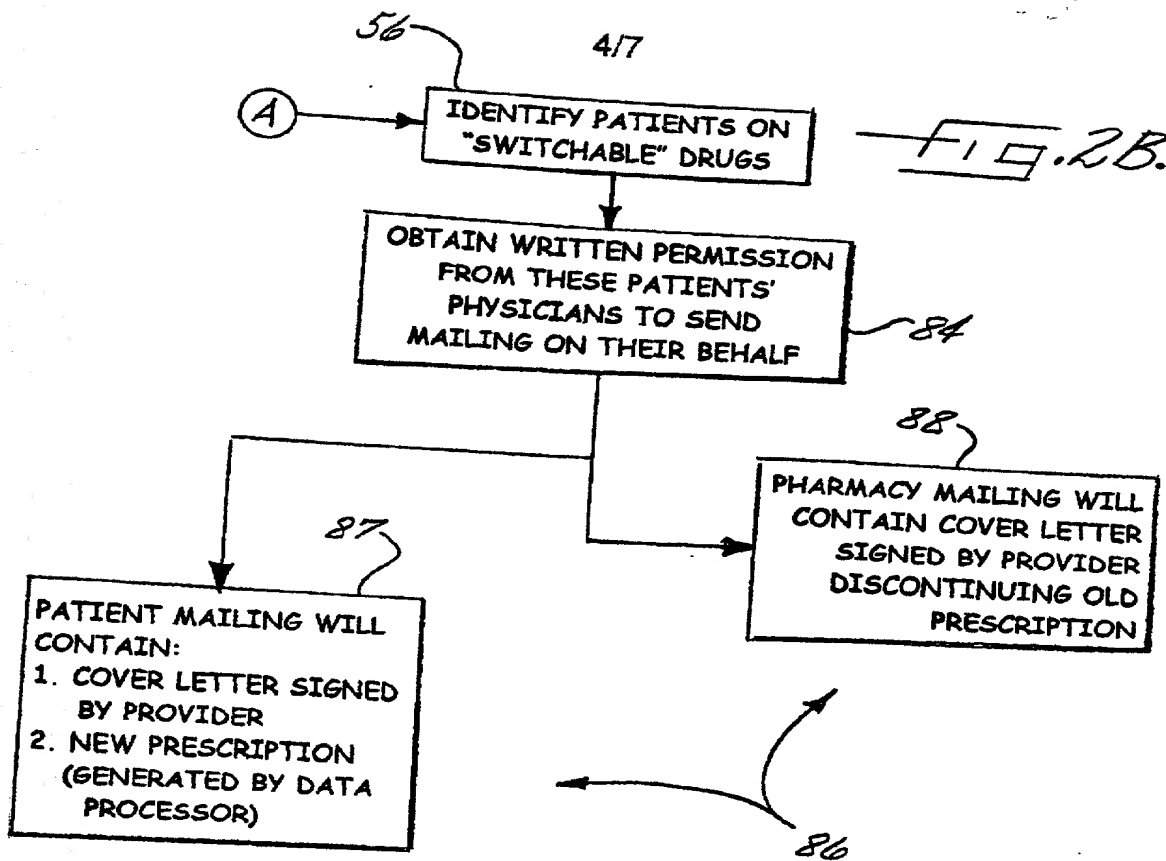 56
4/7
A
IDENTIFY PATIENTS ON
"SWITCHABLE" DRUGS
Fig. 2B.
OBTAIN WRITTEN PERMISSION
FROM THESE PATIENTS'
PHYSICIANS TO SEND
MAILING ON THEIR BEHALF
84
88
PHARMACY MAILING WILL
CONTAIN COVER LETTER
SIGNED BY PROVIDER
DISCONTINUING OLD
PRESCRIPTION
87
PATIENT MAILING WILL
CONTAIN:
1. COVER LETTER SIGNED
BY PROVIDER
2. NEW PRESCRIPTION
(GENERATED BY DATA
PROCESSOR)
86